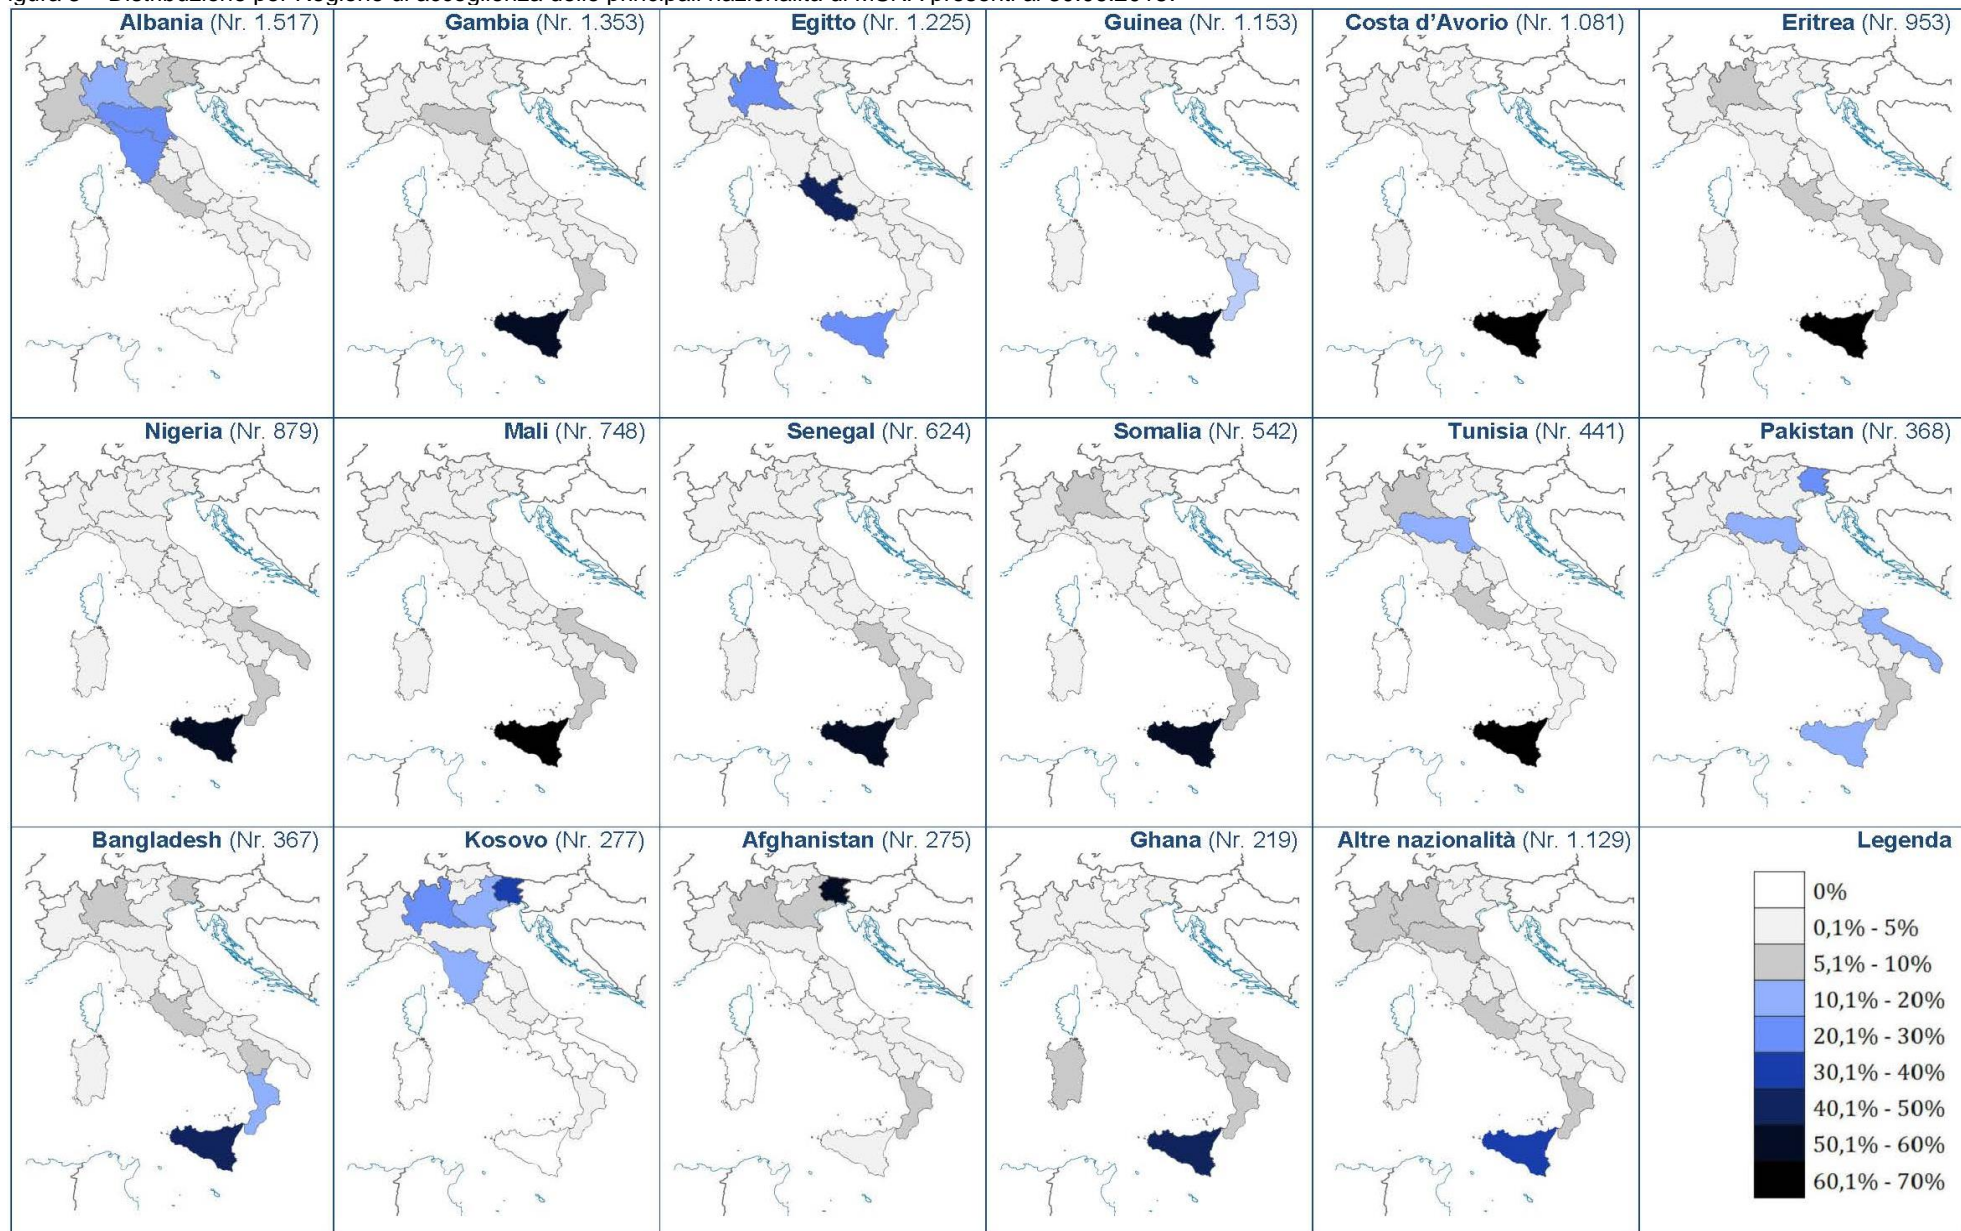 Albania (Nr. 1.517)
Gambia (Nr. 1.353)
Egitto (Nr. 1.225)
Guinea (Nr. 1.153)
Costa d'Avorio (Nr. 1.081)
Eritrea (Nr. 953)
Nigeria (Nr. 879)
Mali (Nr. 748)
Senegal (Nr. 624)
Somalia (Nr. 542)
Tunisia (Nr. 441)
Pakistan (Nr. 368)
Bangladesh (Nr. 367)
Kosovo (Nr. 277)
Afghanistan (Nr. 275)
Ghana (Nr. 219)
Altre nazionalità (Nr. 1.129)
Legenda
0%
0,1% - 5%
5,1% - 10%
10,1% - 20%
20,1% - 30%
30,1% - 40%
40,1% - 50%
50,1% - 60%
60,1% - 70%